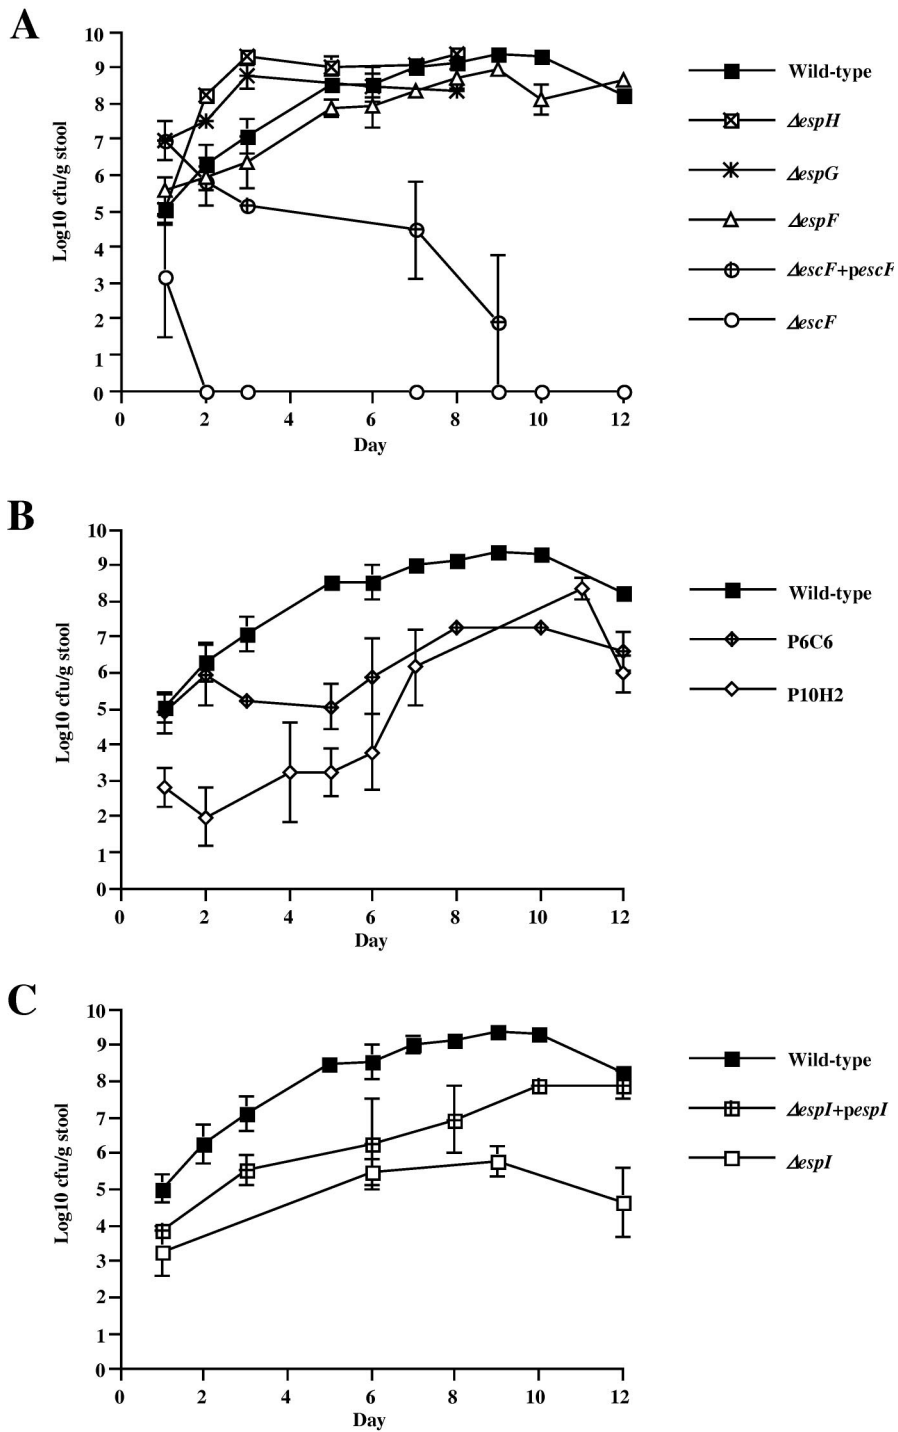 A
Log10 cfu/g stool
10
9
8
7
6
5
4
3
2
1
0
0 2 4 6 8 10 12
Day
Wild-type
ΔespH
ΔespG
ΔespF
ΔescF+pescF
ΔescF
B
Log10 cfu/g stool
10
9
8
7
6
5
4
3
2
1
0
0 2 4 6 8 10 12
Day
Wild-type
P6C6
P10H2
C
Log10 cfu/g stool
10
9
8
7
6
5
4
3
2
1
0
0 2 4 6 8 10 12
Day
Wild-type
ΔespI+pespI
ΔespI